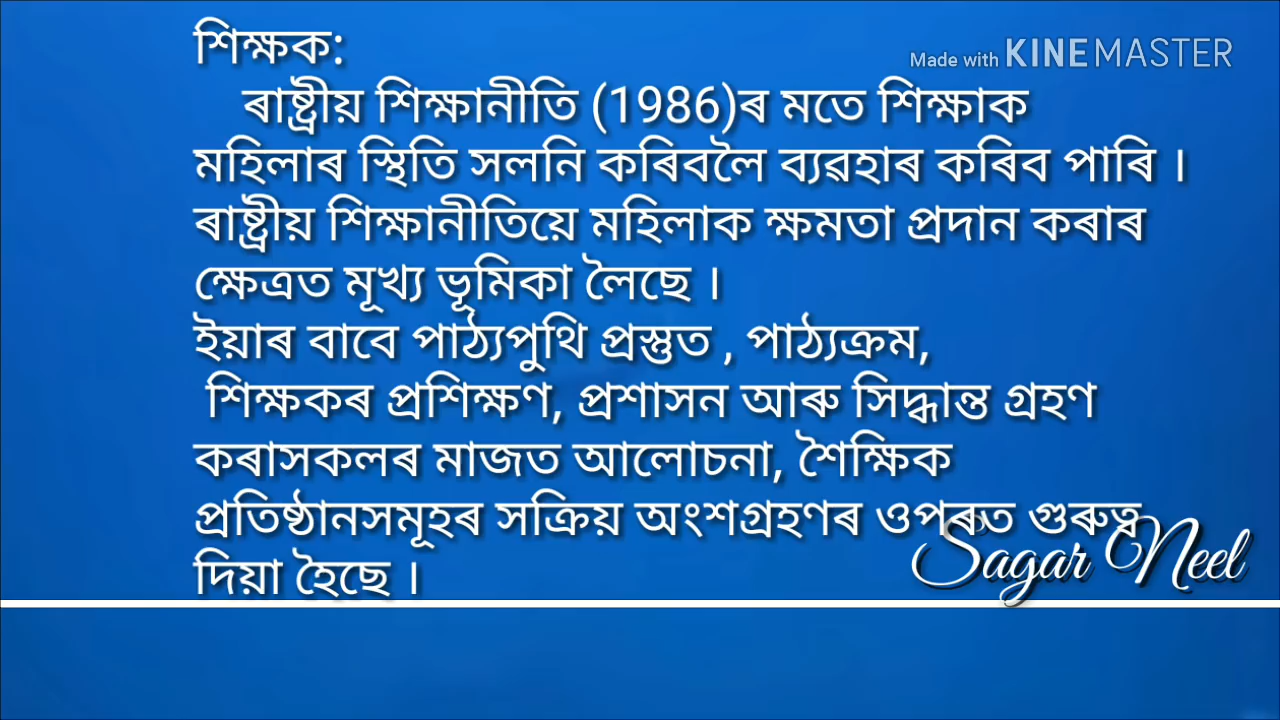 শিক্ষক:
Made with KINEMASTER
ৰাষ্ট্ৰীয় শিক্ষানীতি (1986)ৰ মতে শিক্ষাক
মহিলাৰ স্থিতি সলনি কৰিবলৈ ব্যৱহাৰ কৰিব পাৰি ।
ৰাষ্ট্ৰীয় শিক্ষানীতিয়ে মহিলাক ক্ষমতা প্ৰদান কৰাৰ
ক্ষেত্ৰত মূখ্য ভূমিকা লৈছে ।
ইয়াৰ বাবে পাঠ্যপুথি প্ৰস্তুত , পাঠ্যক্ৰম,
শিক্ষকৰ প্ৰশিক্ষণ, প্ৰশাসন আৰু সিদ্ধান্ত গ্ৰহণ
কৰাসকলৰ মাজত আলোচনা, শৈক্ষিক
প্ৰতিষ্ঠানসমূহৰ সক্ৰিয় অংশগ্ৰহণৰ ওপৰত গুৰুত্ব
দিয়া হৈছে ।
Sagar Neel